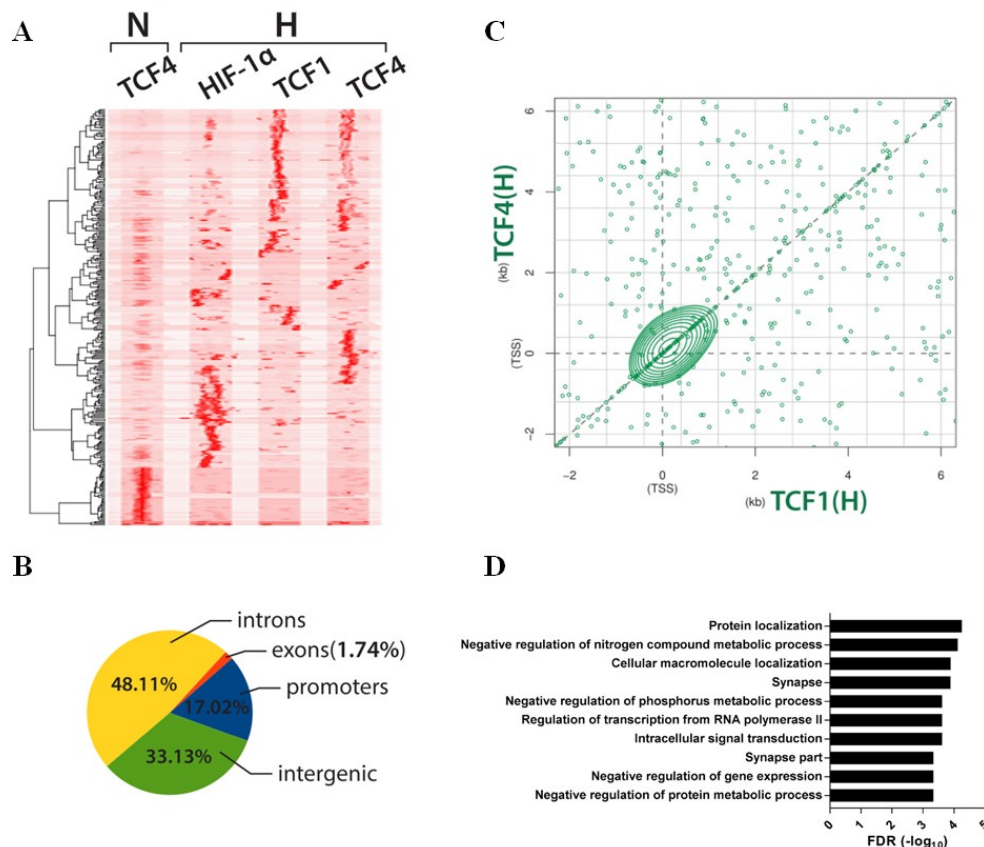 A
N
H
TCF4
HIF-1α
TCF1
TCF4
B
introns
exons(1.74%)
48.11%
promoters
17.02%
33.13%
intergenic
C
TCF4(H)
(kb)
(TSS)
6
4
2
0
-2
-2
0
2
4
6
(TSS)
(kb)
TCF1(H)
D
Protein localization
Negative regulation of nitrogen compound metabolic process
Cellular macromolecule localization
Synapse
Negative regulation of phosphorus metabolic process
Regulation of transcription from RNA polymerase II
Intracellular signal transduction
Synapse part
Negative regulation of gene expression
Negative regulation of protein metabolic process
0
1
2
3
4
5
FDR (-log10)